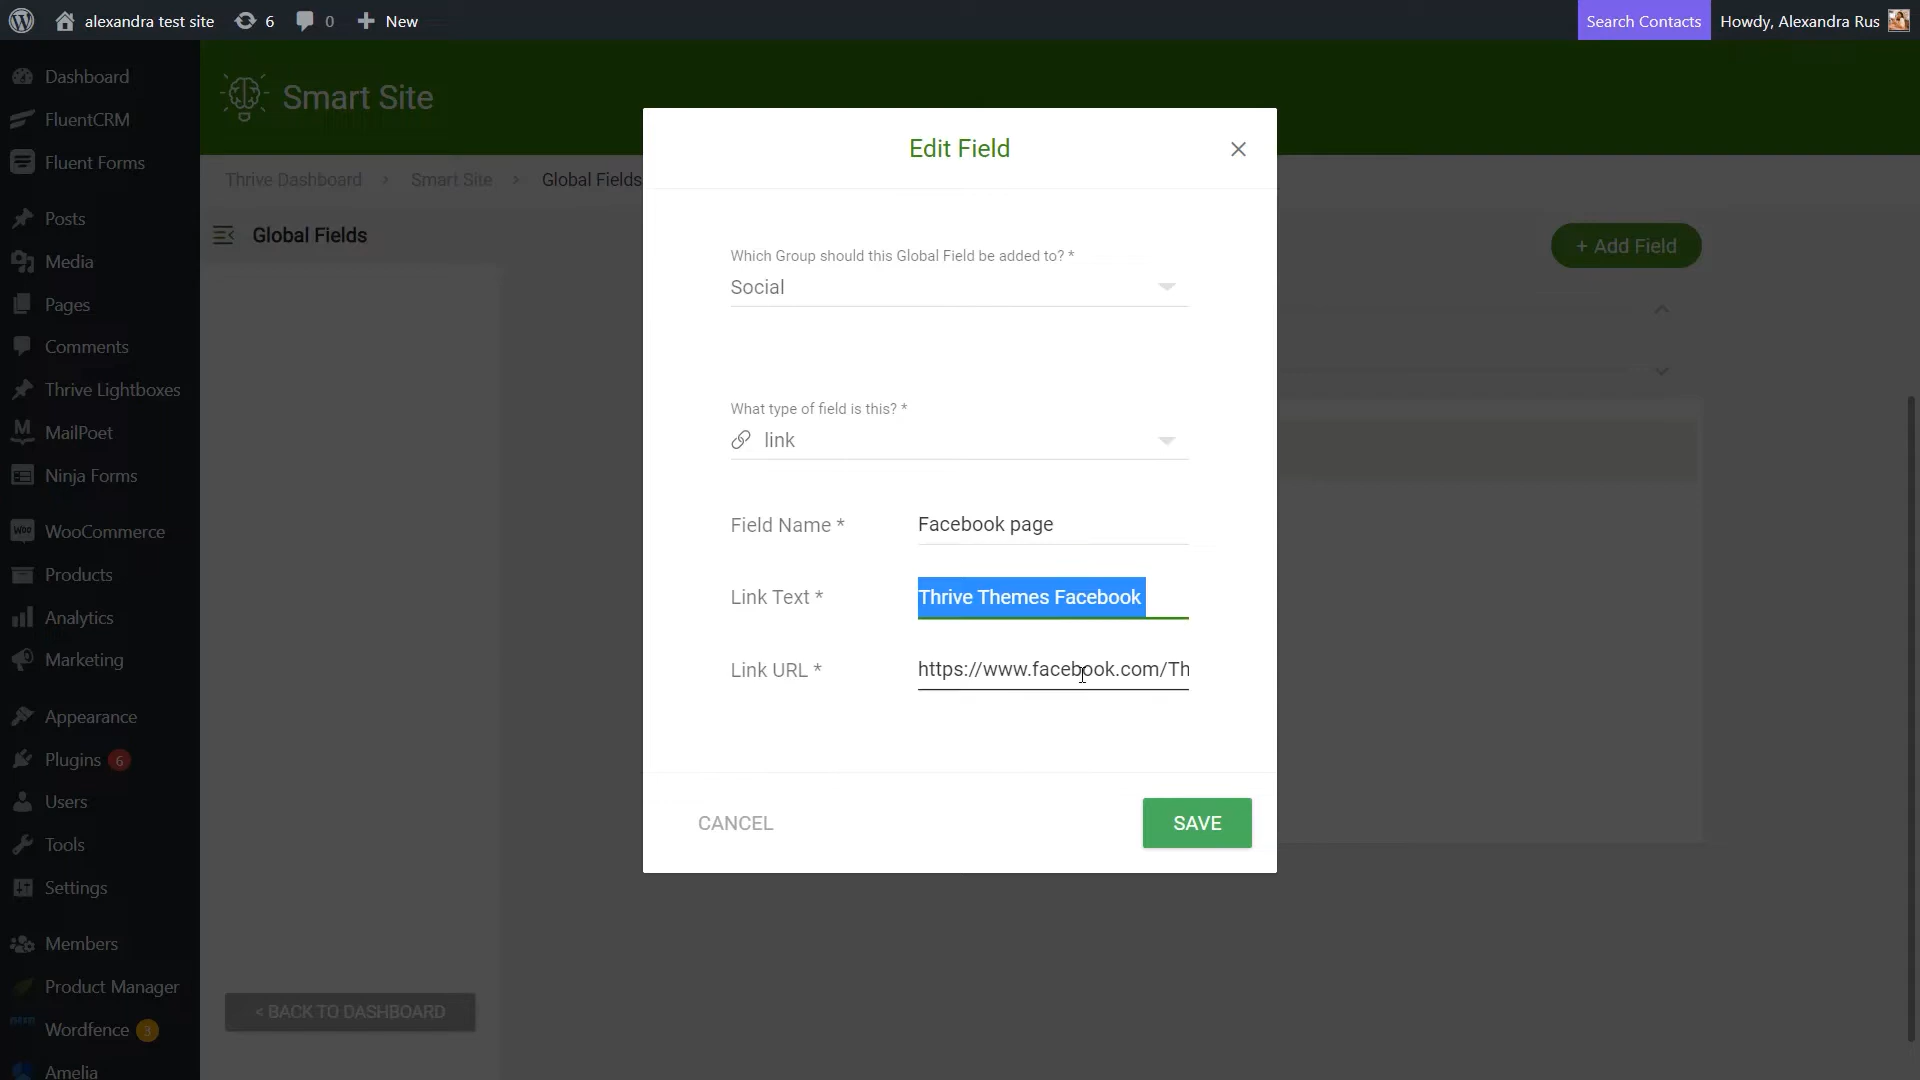 alexandra test site
6
0
New
Search Contacts
Howdy, Alexandra Rus
Dashboard
FluentCRM
Fluent Forms
Posts
Media
Pages
Comments
Thrive Lightboxes
MailPoet
Ninja Forms
WooCommerce
Products
Analytics
Marketing
Appearance
Plugins 6
Users
Tools
Settings
Members
Product Manager
Wordfence 3
Amelia
Smart Site
Thrive Dashboard > Smart Site > Global Fields
Global Fields
+ Add Field
< BACK TO DASHBOARD
Edit Field
Which Group should this Global Field be added to? *
Social
What type of field is this? *
link
Field Name * Facebook page
Link Text * Thrive Themes Facebook
Link URL * https://www.facebook.com/Th
CANCEL
SAVE